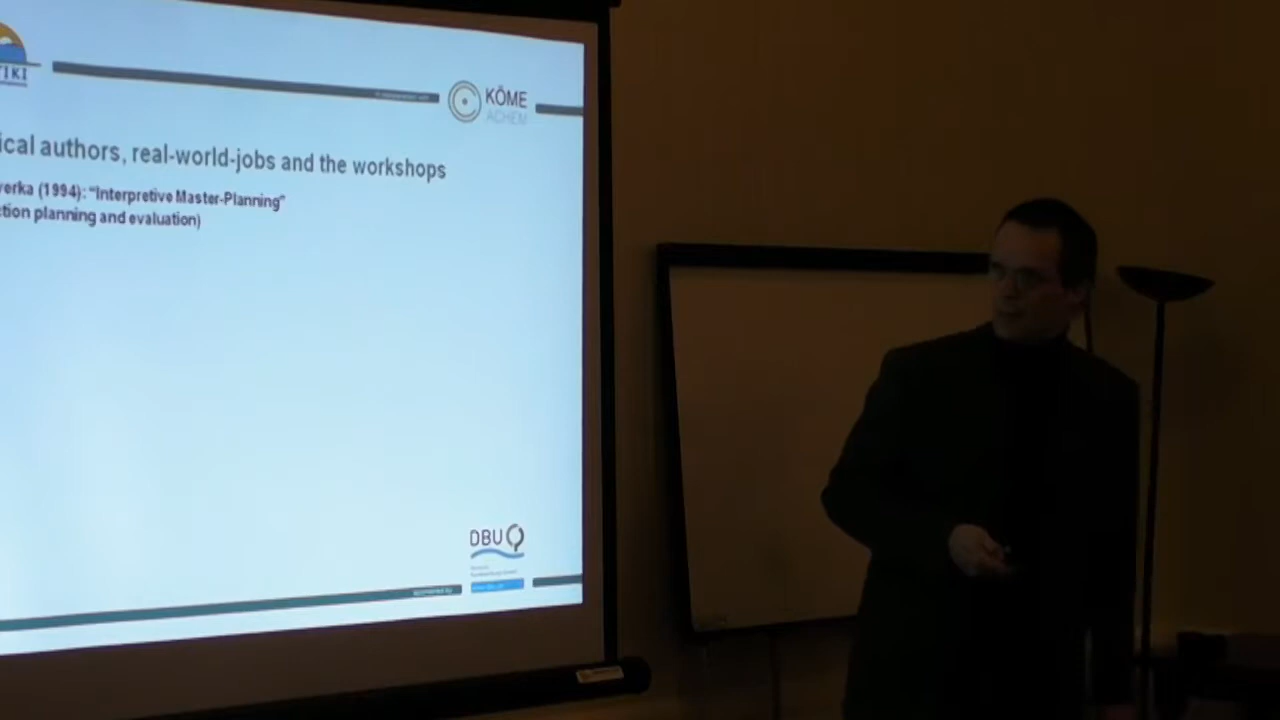 TIKI
KÖME
ACHEM
ical authors, real-world-jobs and the workshops
verka (1994): “Interpretive Master-Planning”
ction planning and evaluation)
DBU